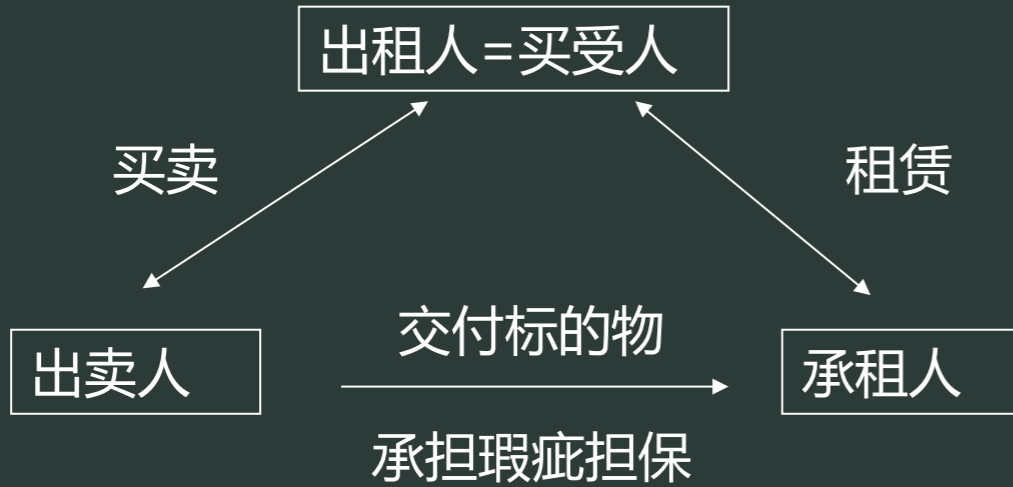 出租人=买受人
买卖
租赁
交付标的物
出卖人
承租人
承担瑕疵担保